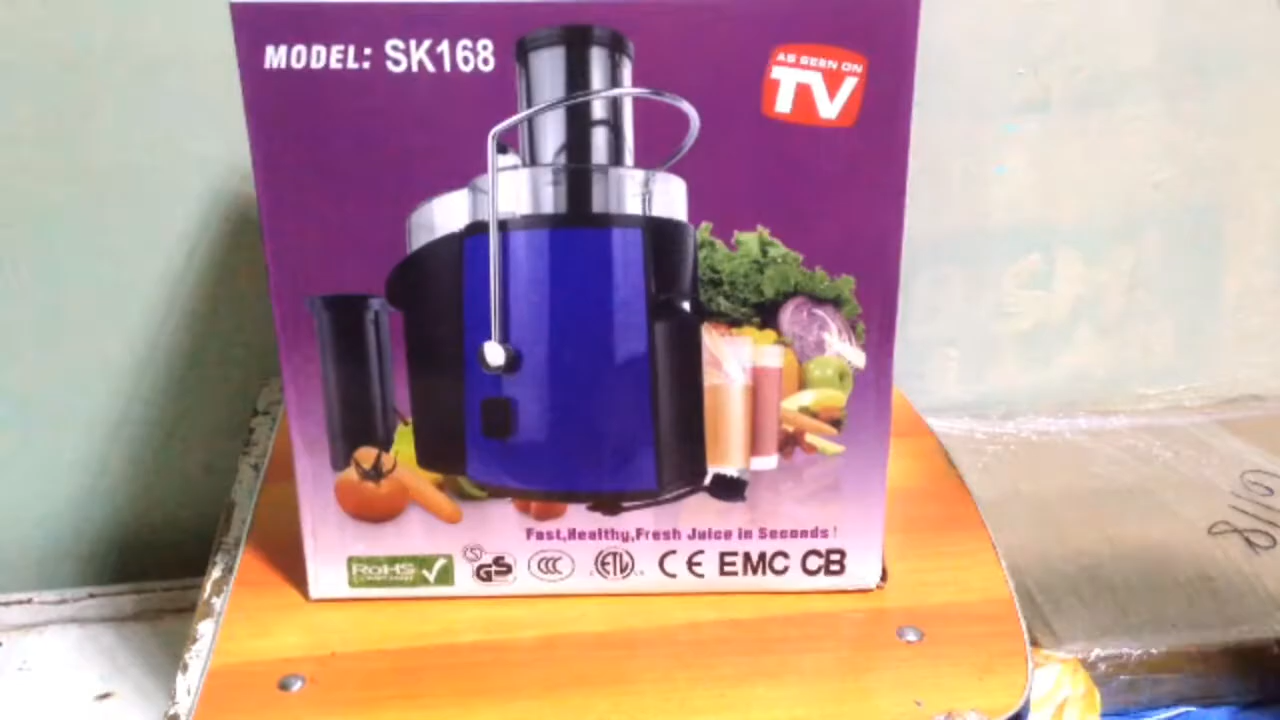 MODEL: SK168
AS SEEN ON
TV
Fast,Healthy,Fresh Juice in Seconds!
RoHS
GS
CCC
ETL
CE EMC CB